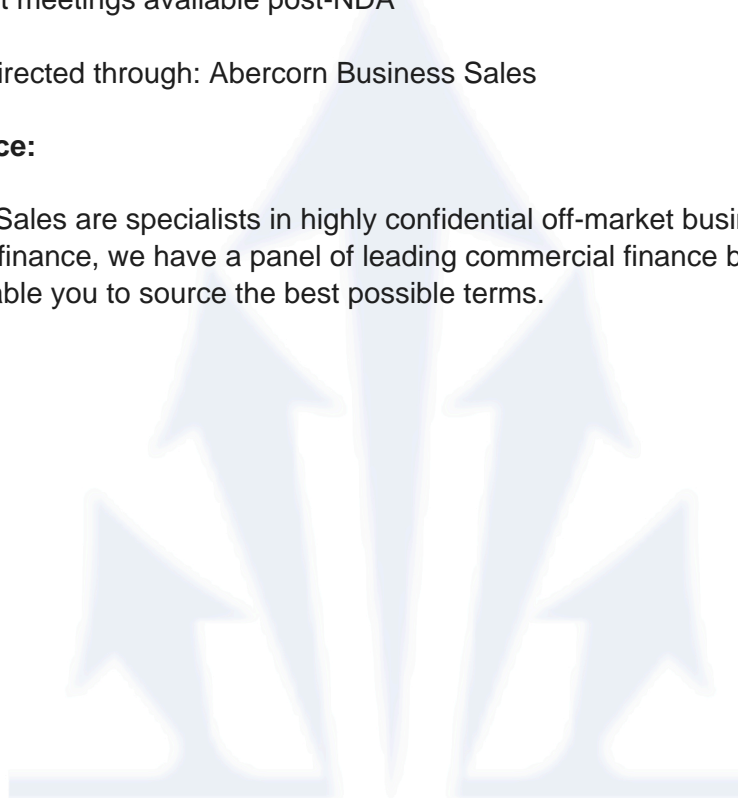 t meetings available post-NDA
irected through: Abercorn Business Sales
ce:
Sales are specialists in highly confidential off-market busi
finance, we have a panel of leading commercial finance b
able you to source the best possible terms.